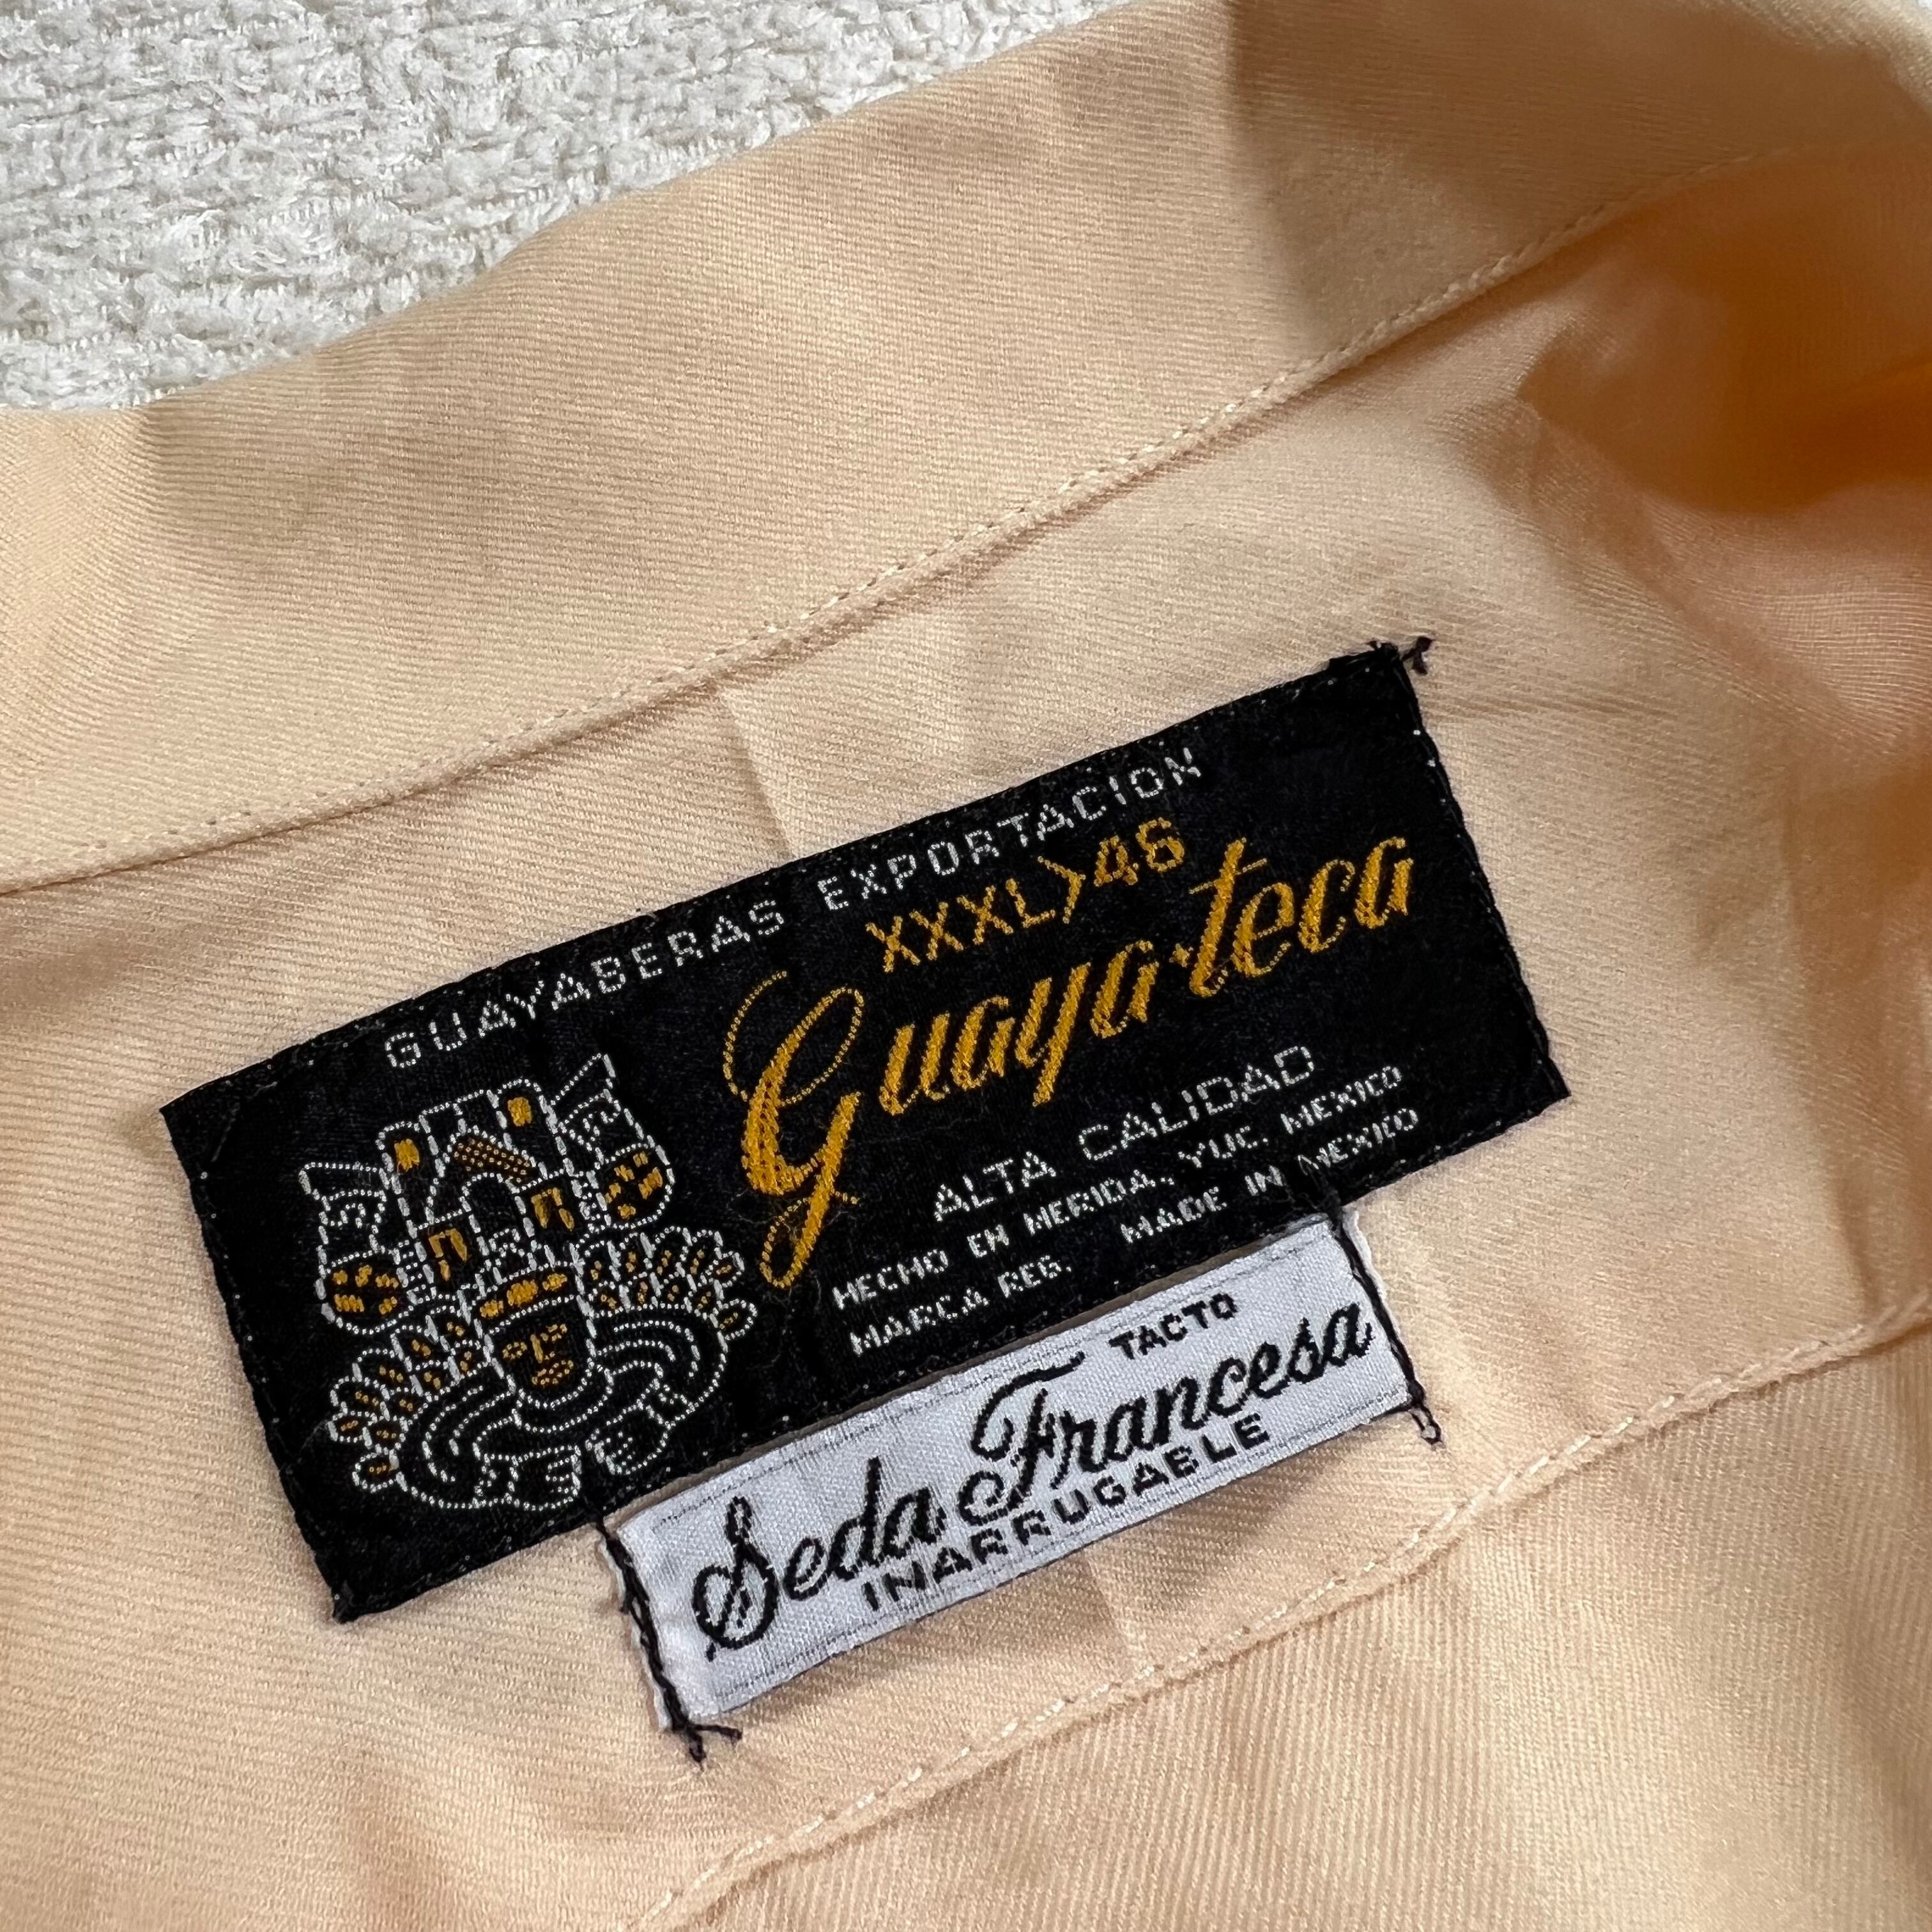 GUAYABERAS EXPORTACION
XXXL>46
Guaya·teca
ALTA CALIDAD
HECHO EN MERIDA, YUC. MEXICO
MARCA REG. MADE IN MEXICO
TACTO
Seda Francesa
INARRUGABLE